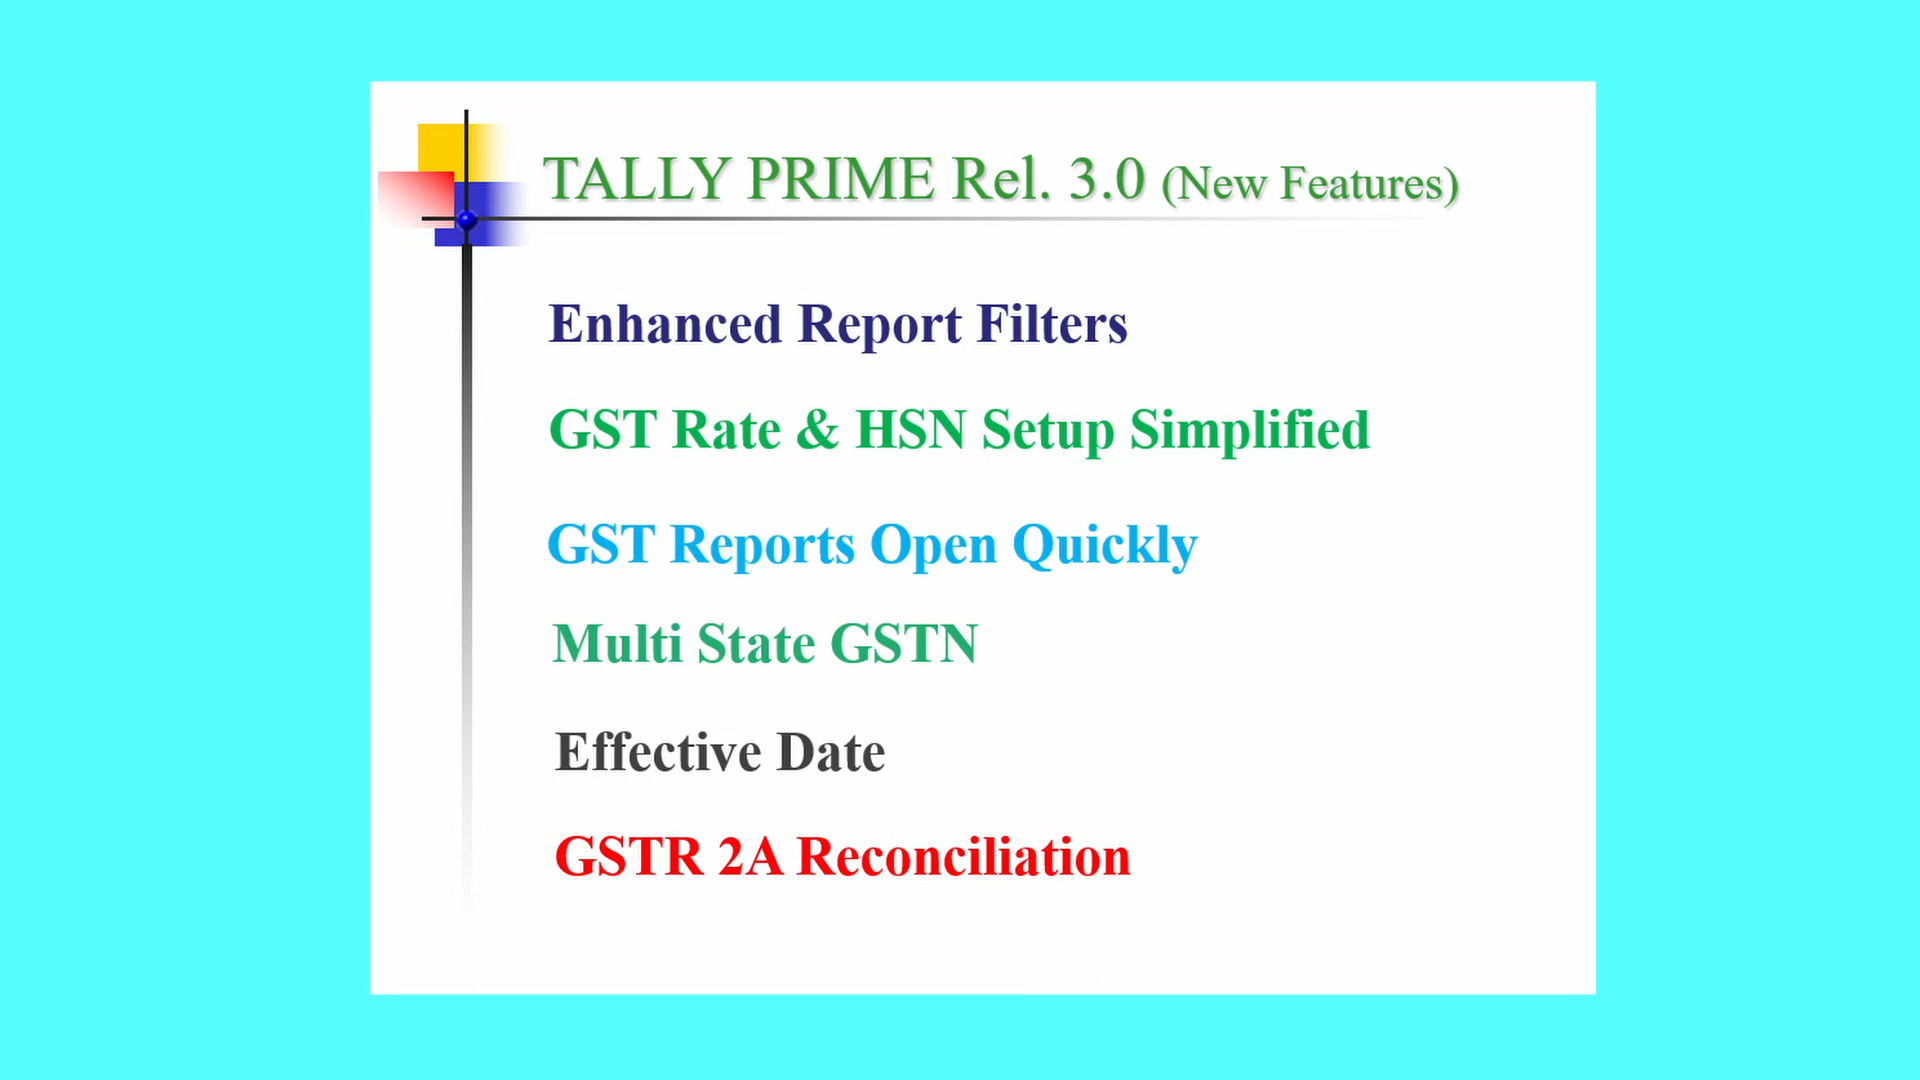 TALLY PRIME Rel. 3.0 (New Features)
Enhanced Report Filters
GST Rate & HSN Setup Simplified
GST Reports Open Quickly
Multi State GSTN
Effective Date
GSTR 2A Reconciliation